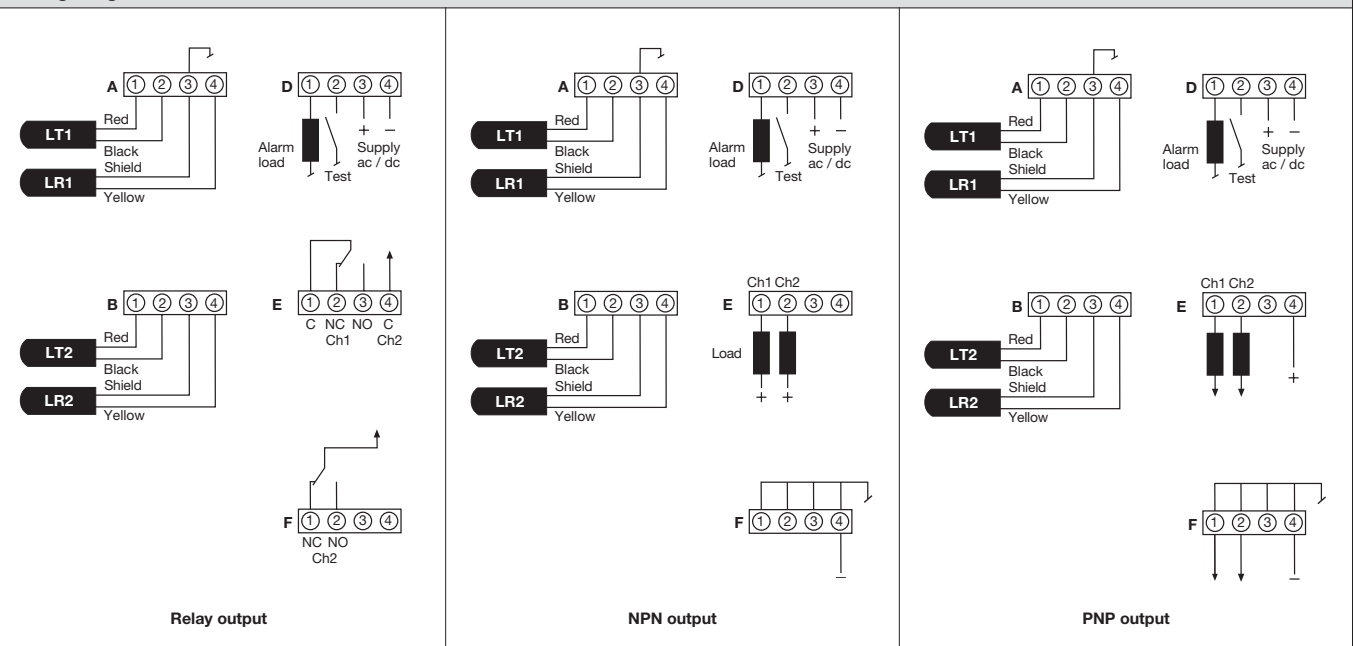 A 1 2 3 4
LT1
Red
Black
Shield
LR1
Yellow
D 1 2 3 4
Alarm
load
Test
+ −
Supply
ac / dc
B 1 2 3 4
LT2
Red
Black
Shield
LR2
Yellow
E 1 2 3 4
C NC NO C
Ch1 Ch2
F 1 2 3 4
NC NO
Ch2
Relay output
A 1 2 3 4
LT1
Red
Black
Shield
LR1
Yellow
D 1 2 3 4
Alarm
load
Test
+ −
Supply
ac / dc
B 1 2 3 4
LT2
Red
Black
Shield
LR2
Yellow
Ch1 Ch2
E 1 2 3 4
Load
+ +
F 1 2 3 4
−
NPN output
A 1 2 3 4
LT1
Red
Black
Shield
LR1
Yellow
D 1 2 3 4
Alarm
load
Test
+ −
Supply
ac / dc
B 1 2 3 4
LT2
Red
Black
Shield
LR2
Yellow
Ch1 Ch2
E 1 2 3 4
+
F 1 2 3 4
−
PNP output